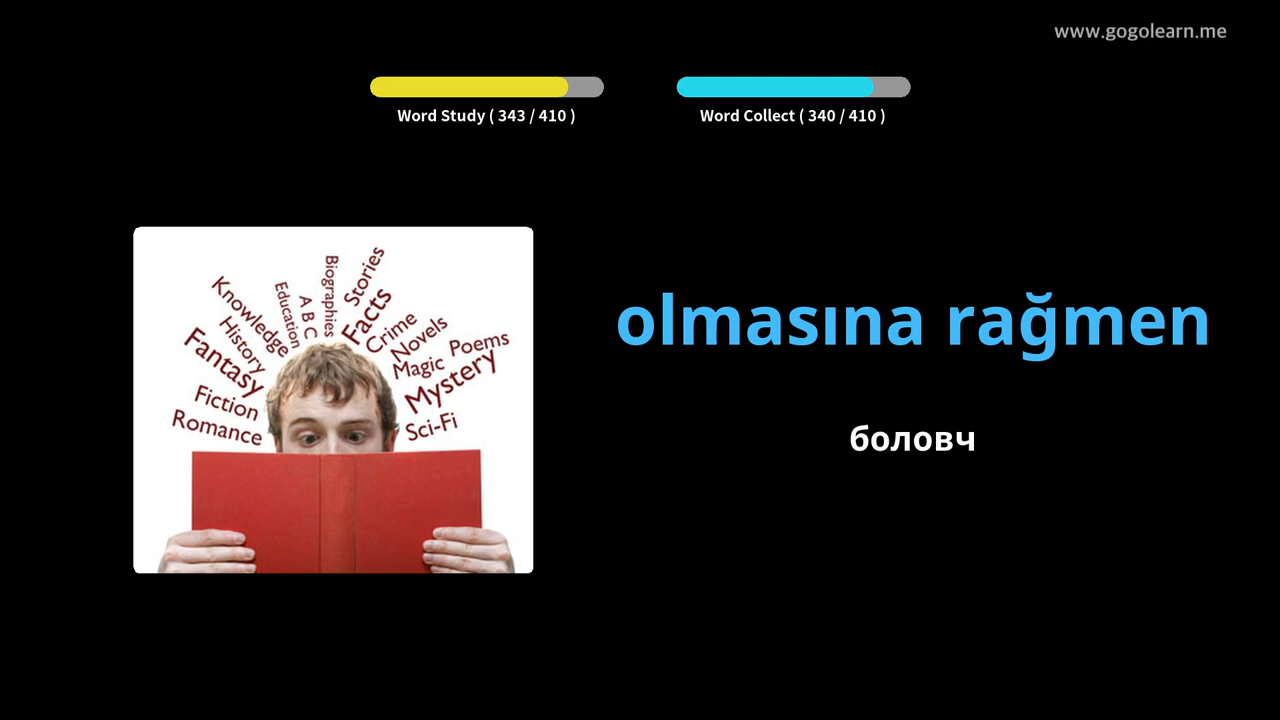 www.gogolearn.me
Word Study ( 343 / 410 )
Word Collect ( 340 / 410 )
Biographies
Stories
Education
A B C
Facts
Knowledge
Crime
History
Novels
Fantasy
Magic
Poems
Mystery
Fiction
Romance
Sci-Fi
olmasına rağmen
боловч